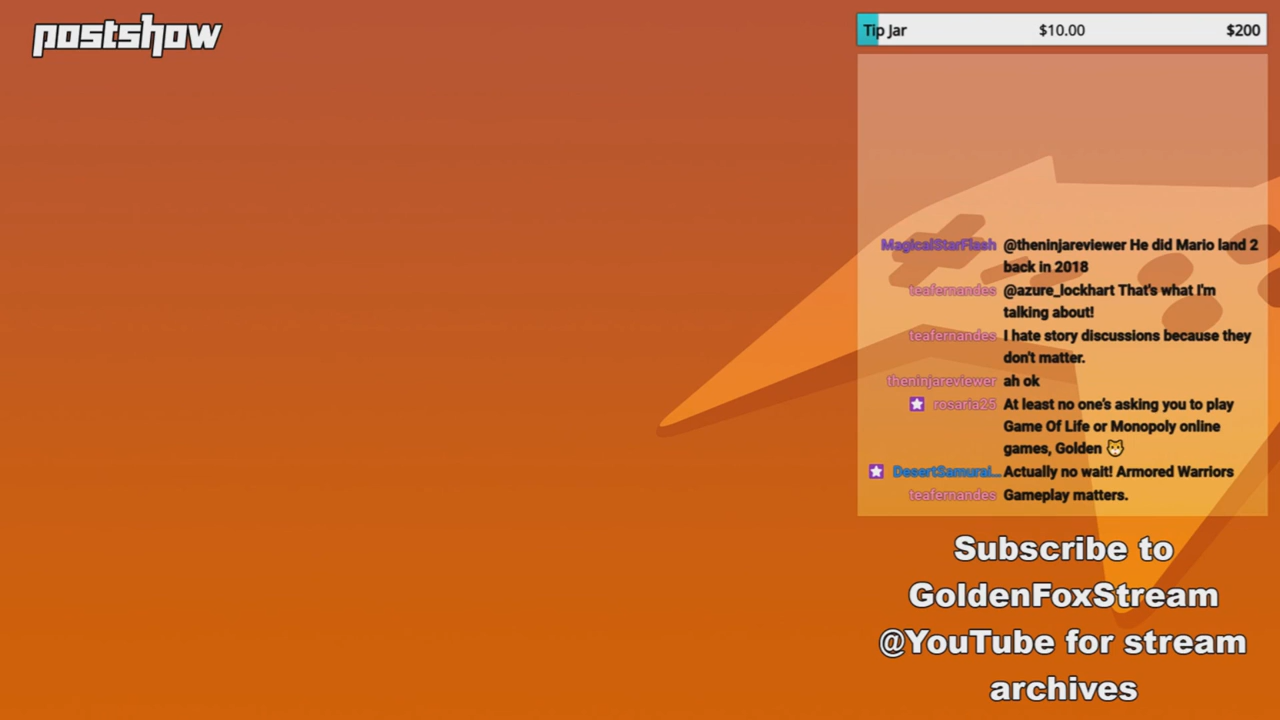 postshow
Tip Jar $10.00 $200
MagicalStarFlash @theninjareviewer He did Mario land 2
back in 2018
teafernandes @azure_lockhart That's what I'm
talking about!
teafernandes I hate story discussions because they
don't matter.
theninjareviewer ah ok
rosaria25 At least no one's asking you to play
Game Of Life or Monopoly online
games, Golden
DesertSamurai... Actually no wait! Armored Warriors
teafernandes Gameplay matters.
Subscribe to
GoldenFoxStream
@YouTube for stream
archives